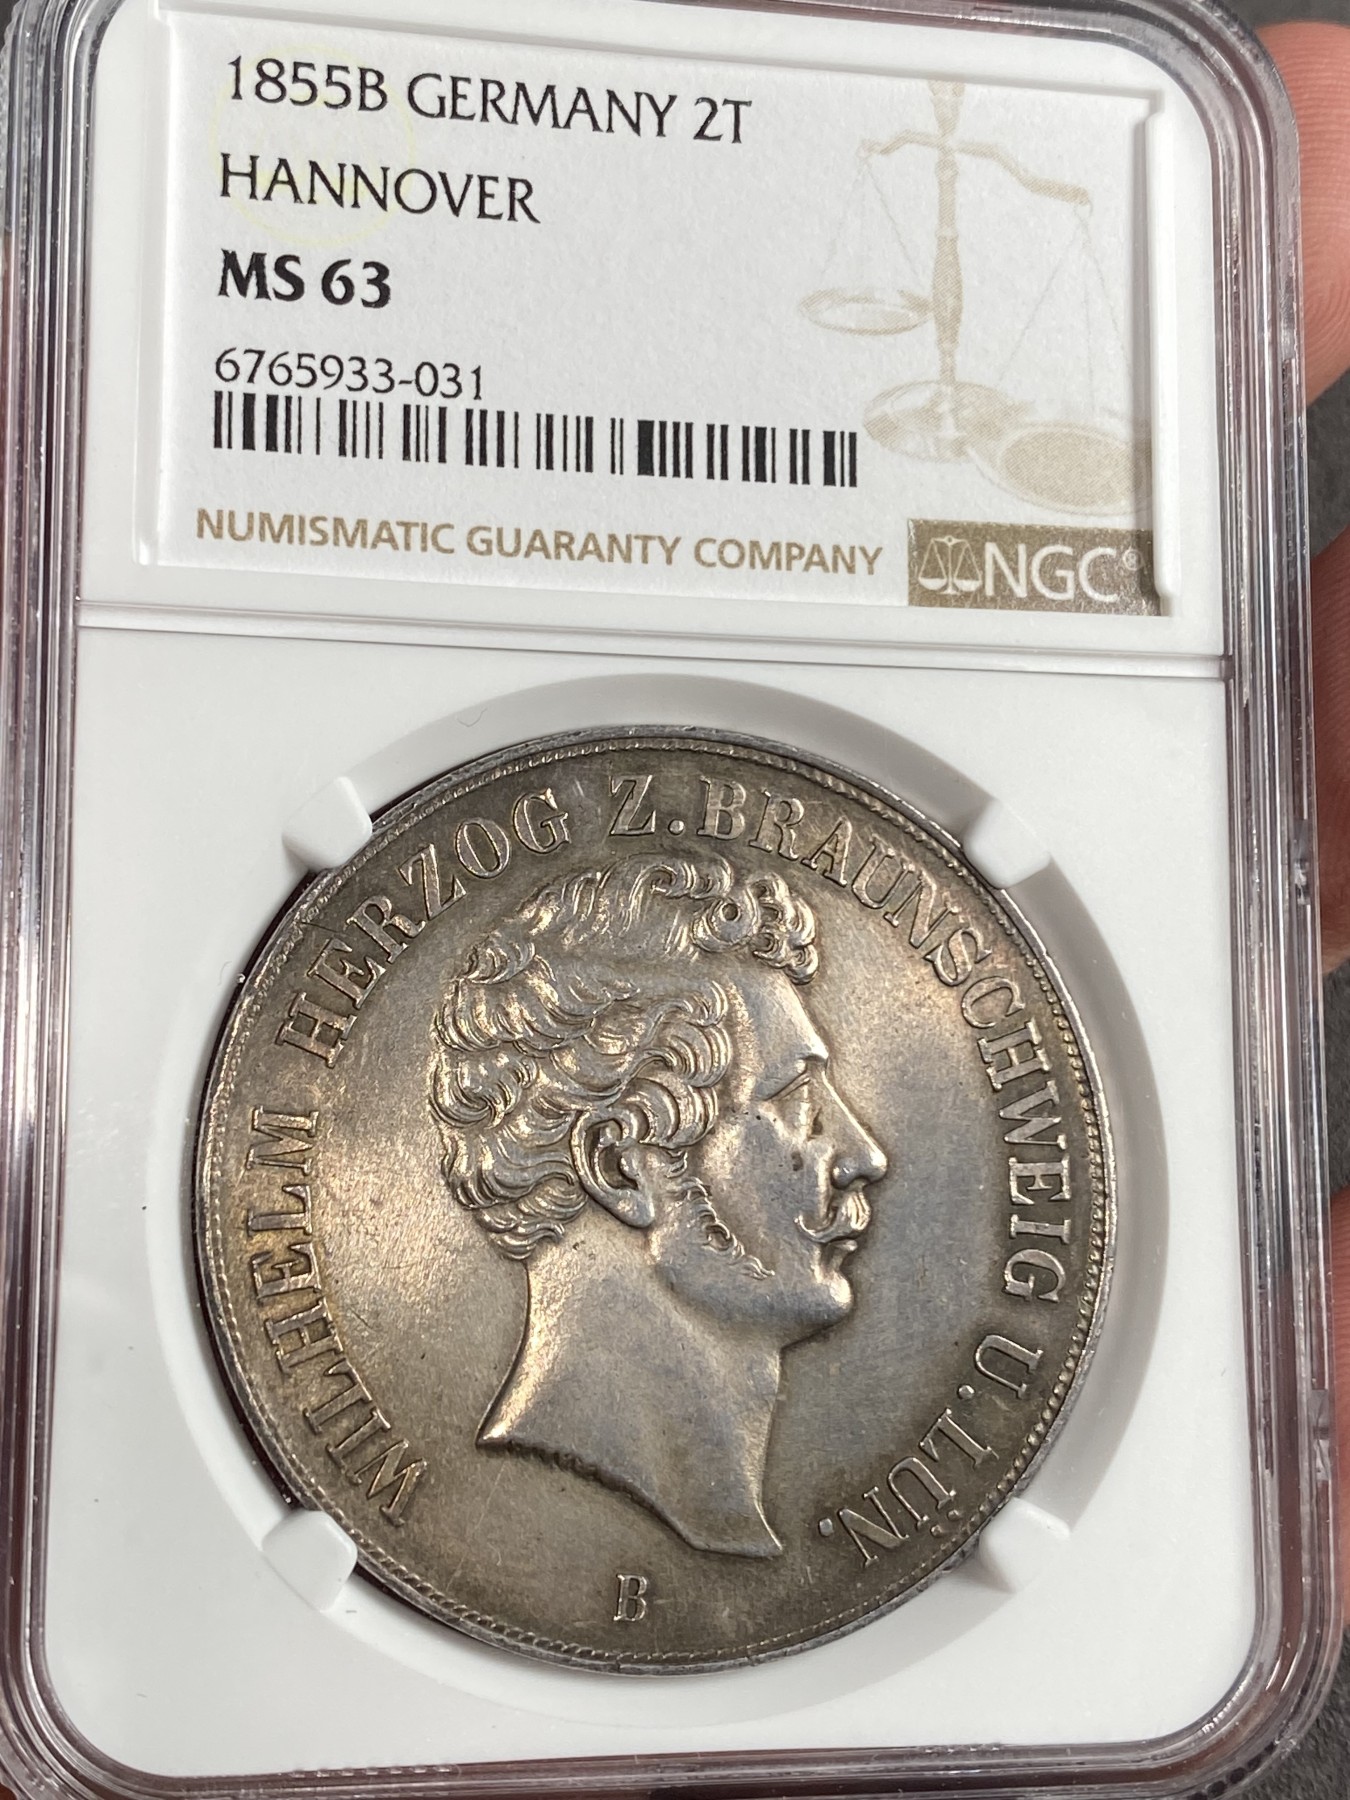 1855B GERMANY 2T
HANNOVER
MS 63
6765933-031
NUMISMATIC GUARANTY COMPANY
NGC®
WILHELM HERZOG Z. BRAUNSCHWEIG U. LÜN.
B